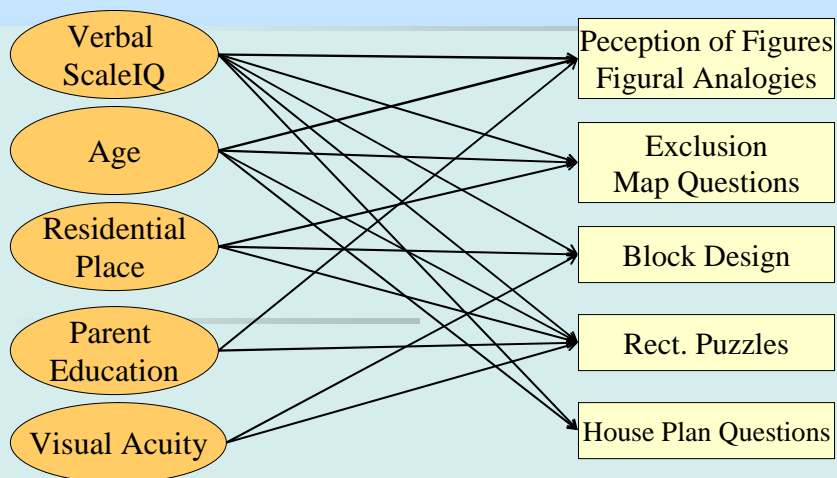 Verbal
ScaleIQ
Age
Residential
Place
Parent
Education
Visual Acuity
Peception of Figures
Figural Analogies
Exclusion
Map Questions
Block Design
Rect. Puzzles
House Plan Questions